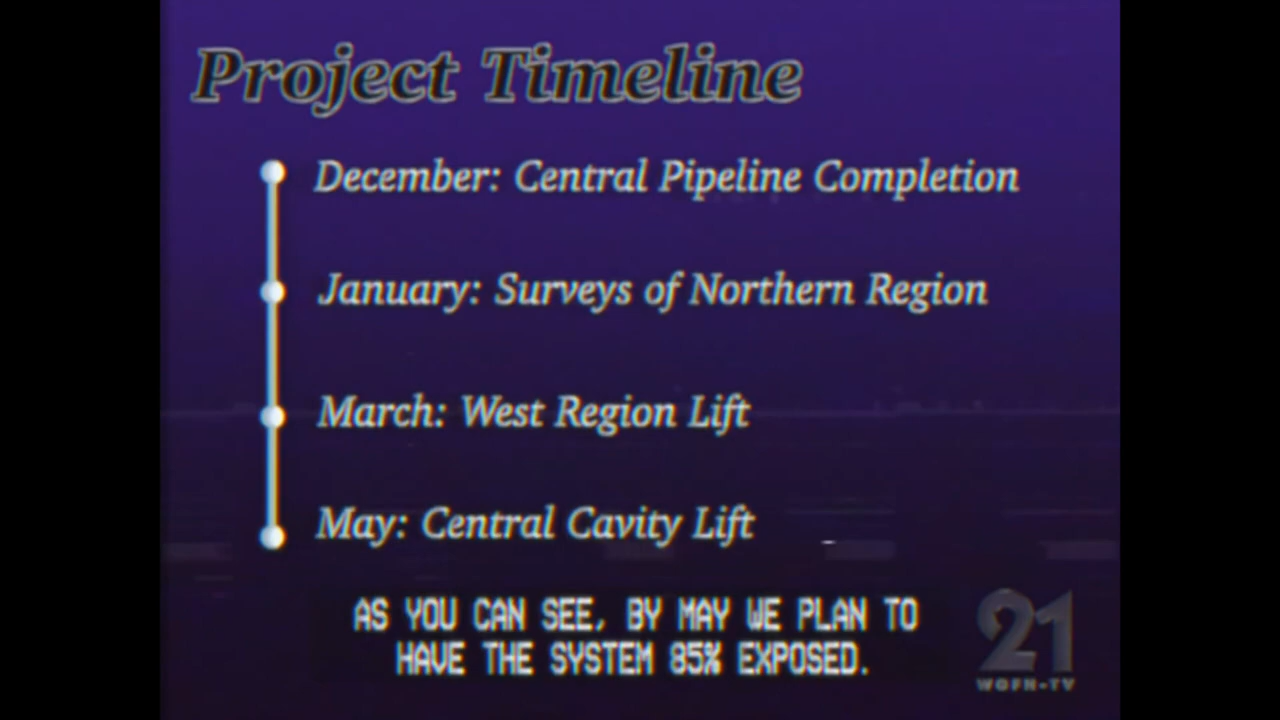 Project Timeline
December: Central Pipeline Completion
January: Surveys of Northern Region
March: West Region Lift
May: Central Cavity Lift
AS YOU CAN SEE, BY MAY WE PLAN TO
HAVE THE SYSTEM 85% EXPOSED.
21
WGFN-TV